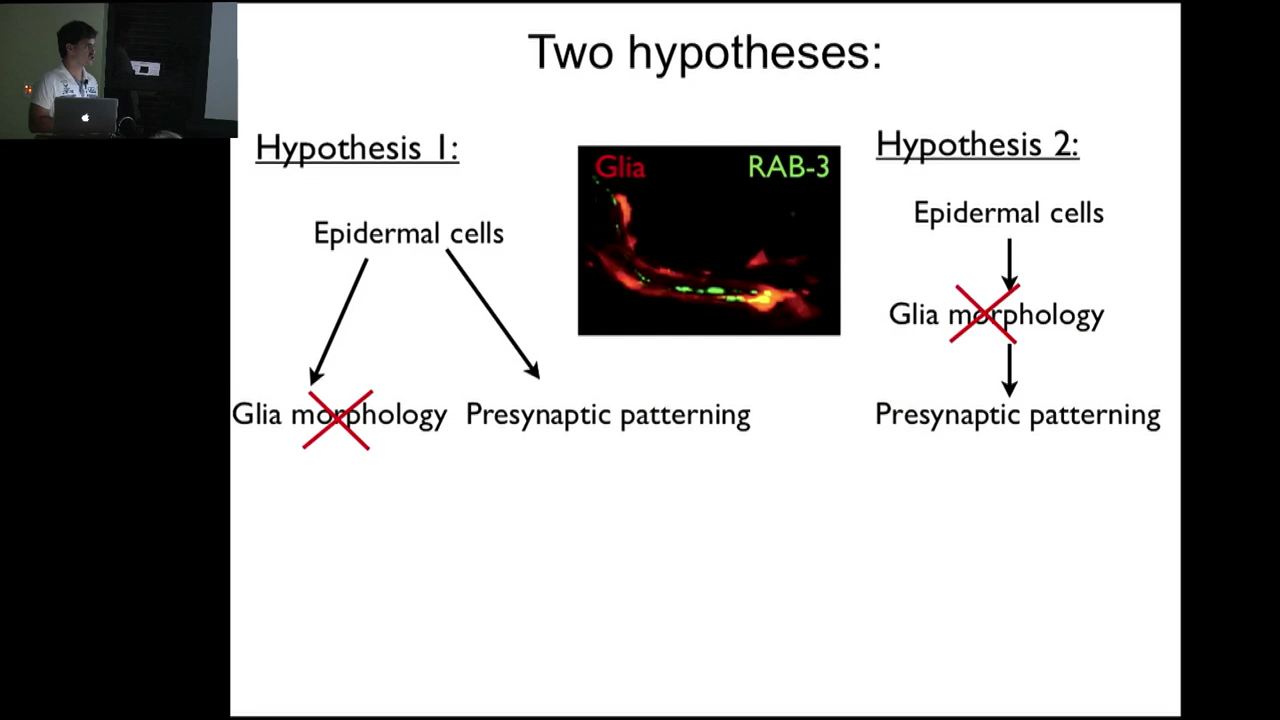 Two hypotheses:
Hypothesis 1:
Epidermal cells
Glia morphology
Presynaptic patterning
Glia
RAB-3
Hypothesis 2:
Epidermal cells
Glia morphology
Presynaptic patterning